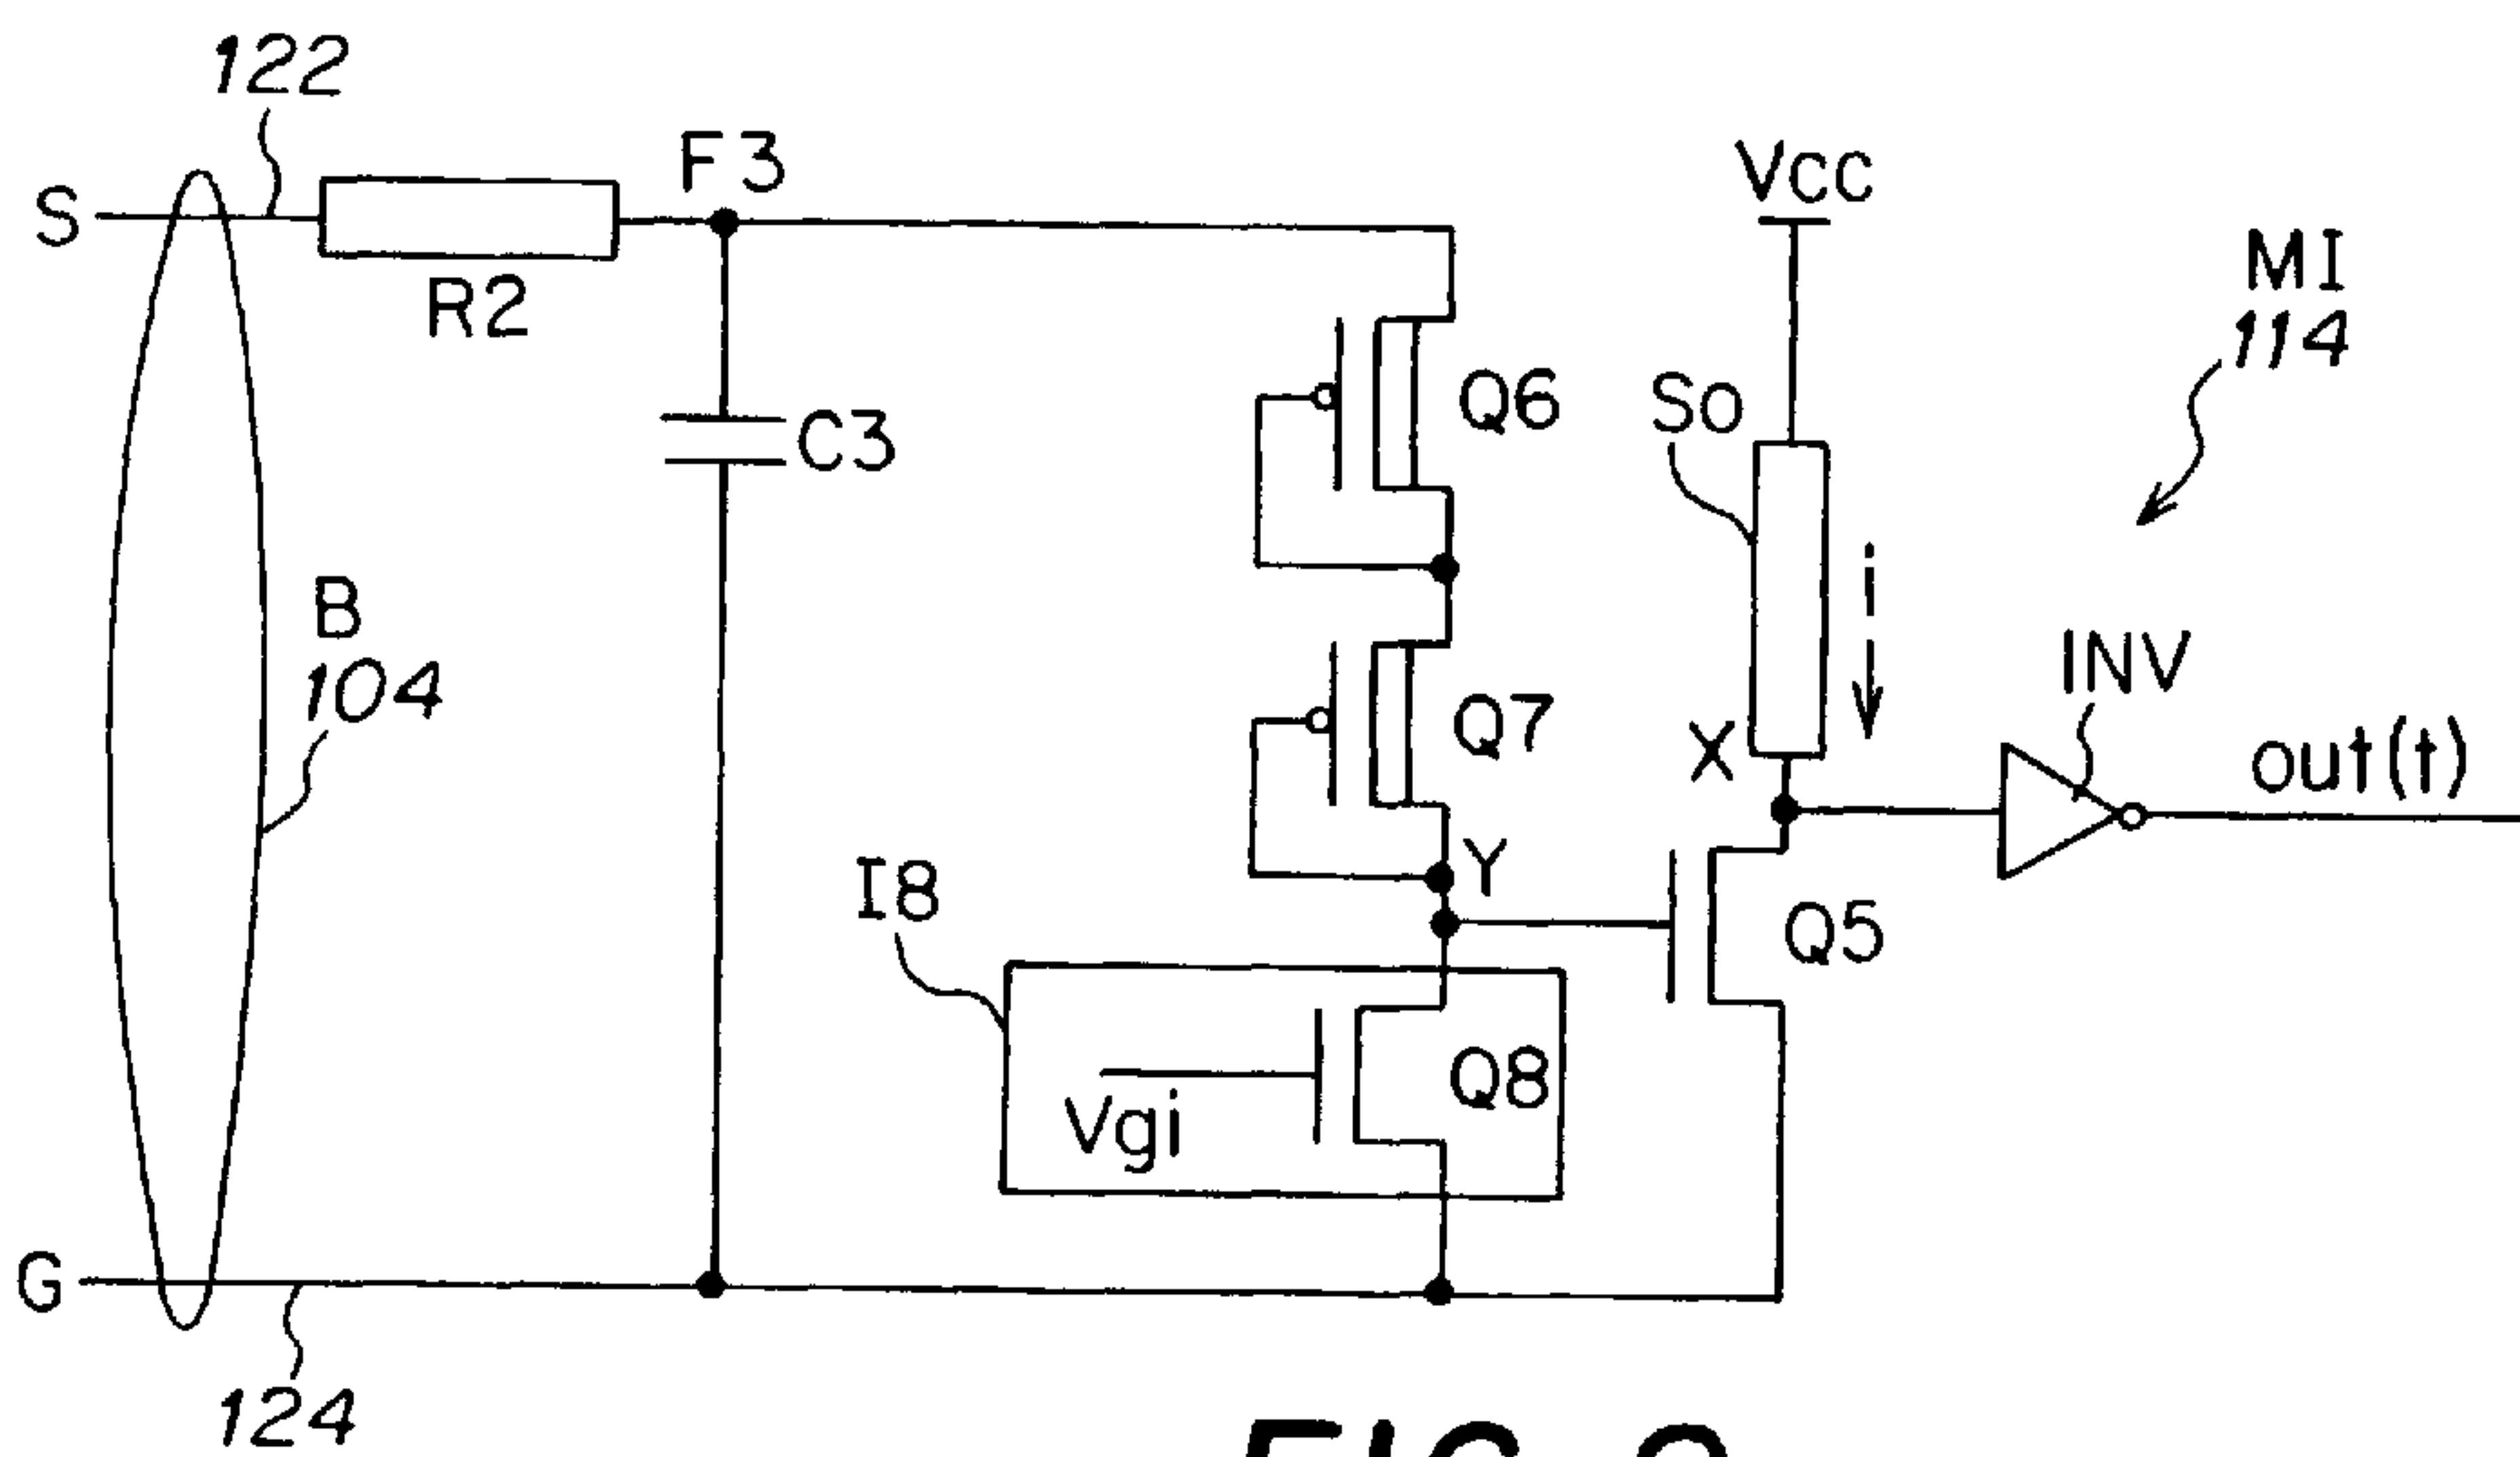 122
F3
Vcc
S
R2
MI
114
C3
Q6
So
i
B
104
Q7
INV
X
out(t)
Y
I8
Q5
Q8
Vgi
G
124